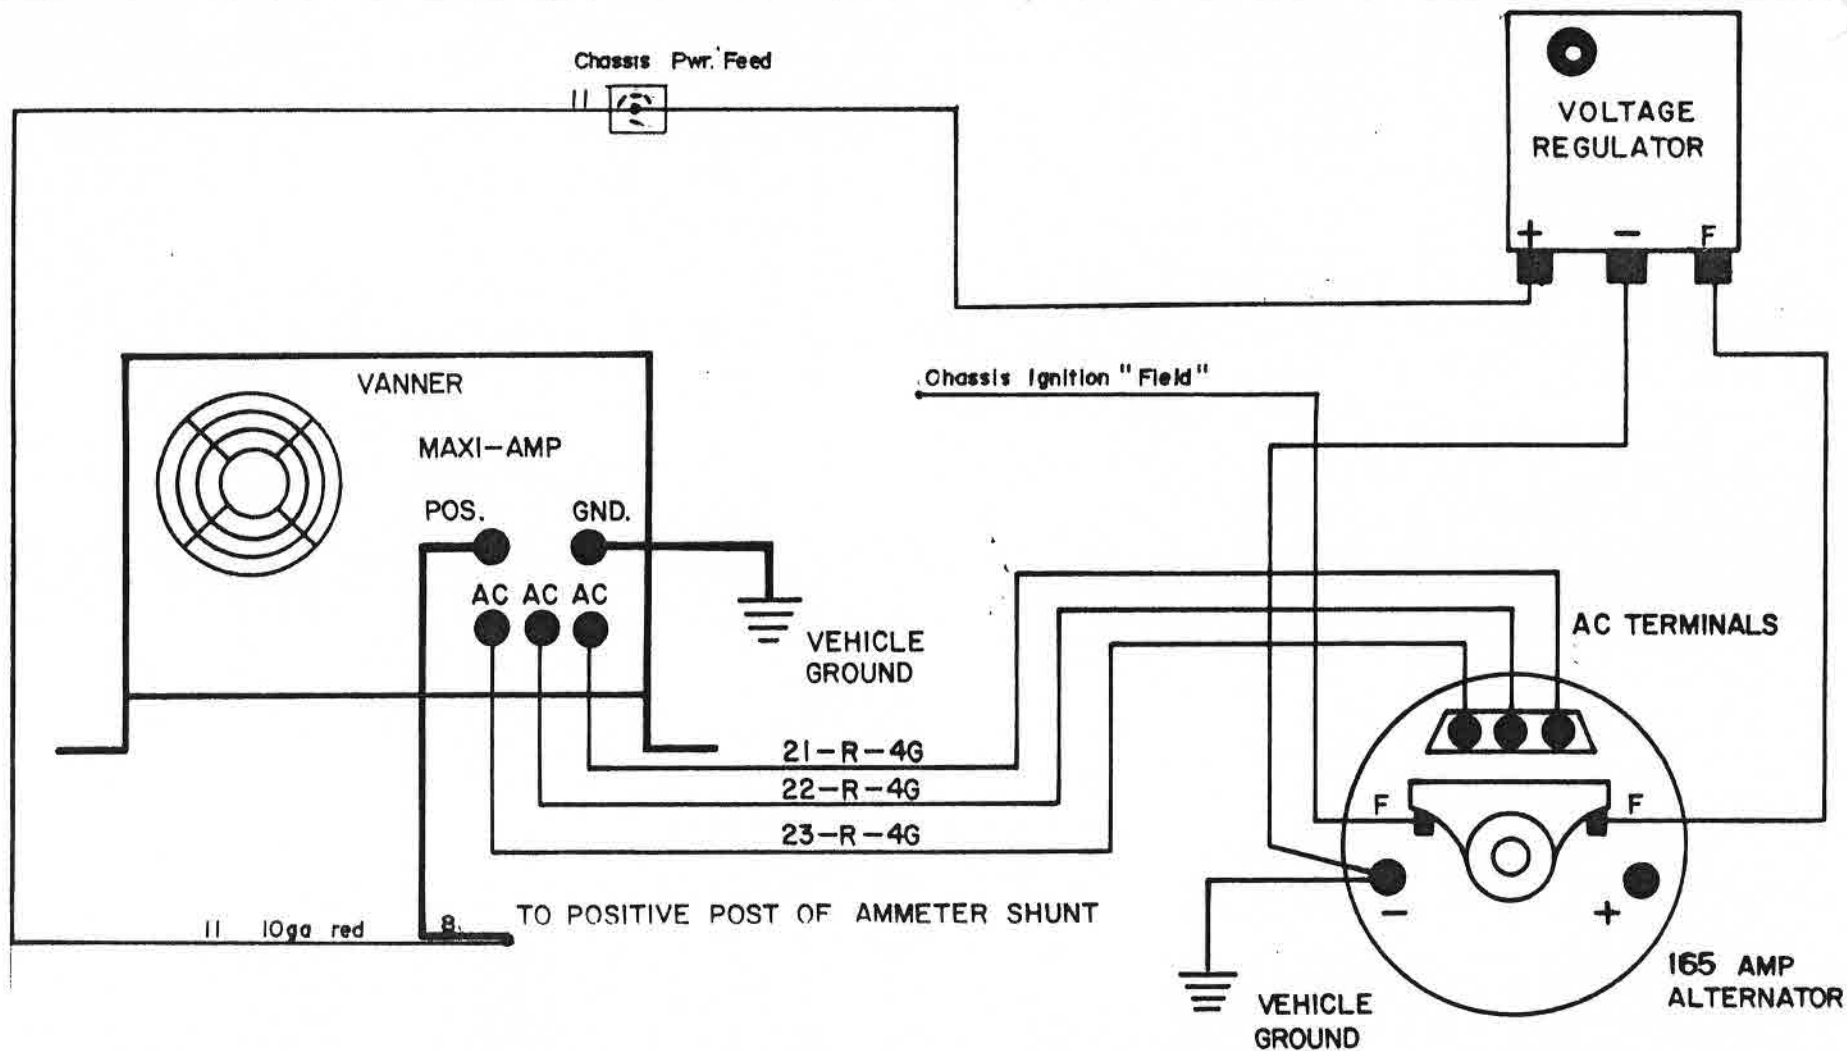 Chassis Pwr. Feed
11
VOLTAGE
REGULATOR
+ − F
VANNER
MAXI-AMP
POS. GND.
AC AC AC
Chassis Ignition "Field"
VEHICLE
GROUND
AC TERMINALS
21-R-4G
22-R-4G
23-R-4G
F F
− +
11 10ga red 8
TO POSITIVE POST OF AMMETER SHUNT
165 AMP
ALTERNATOR
VEHICLE
GROUND